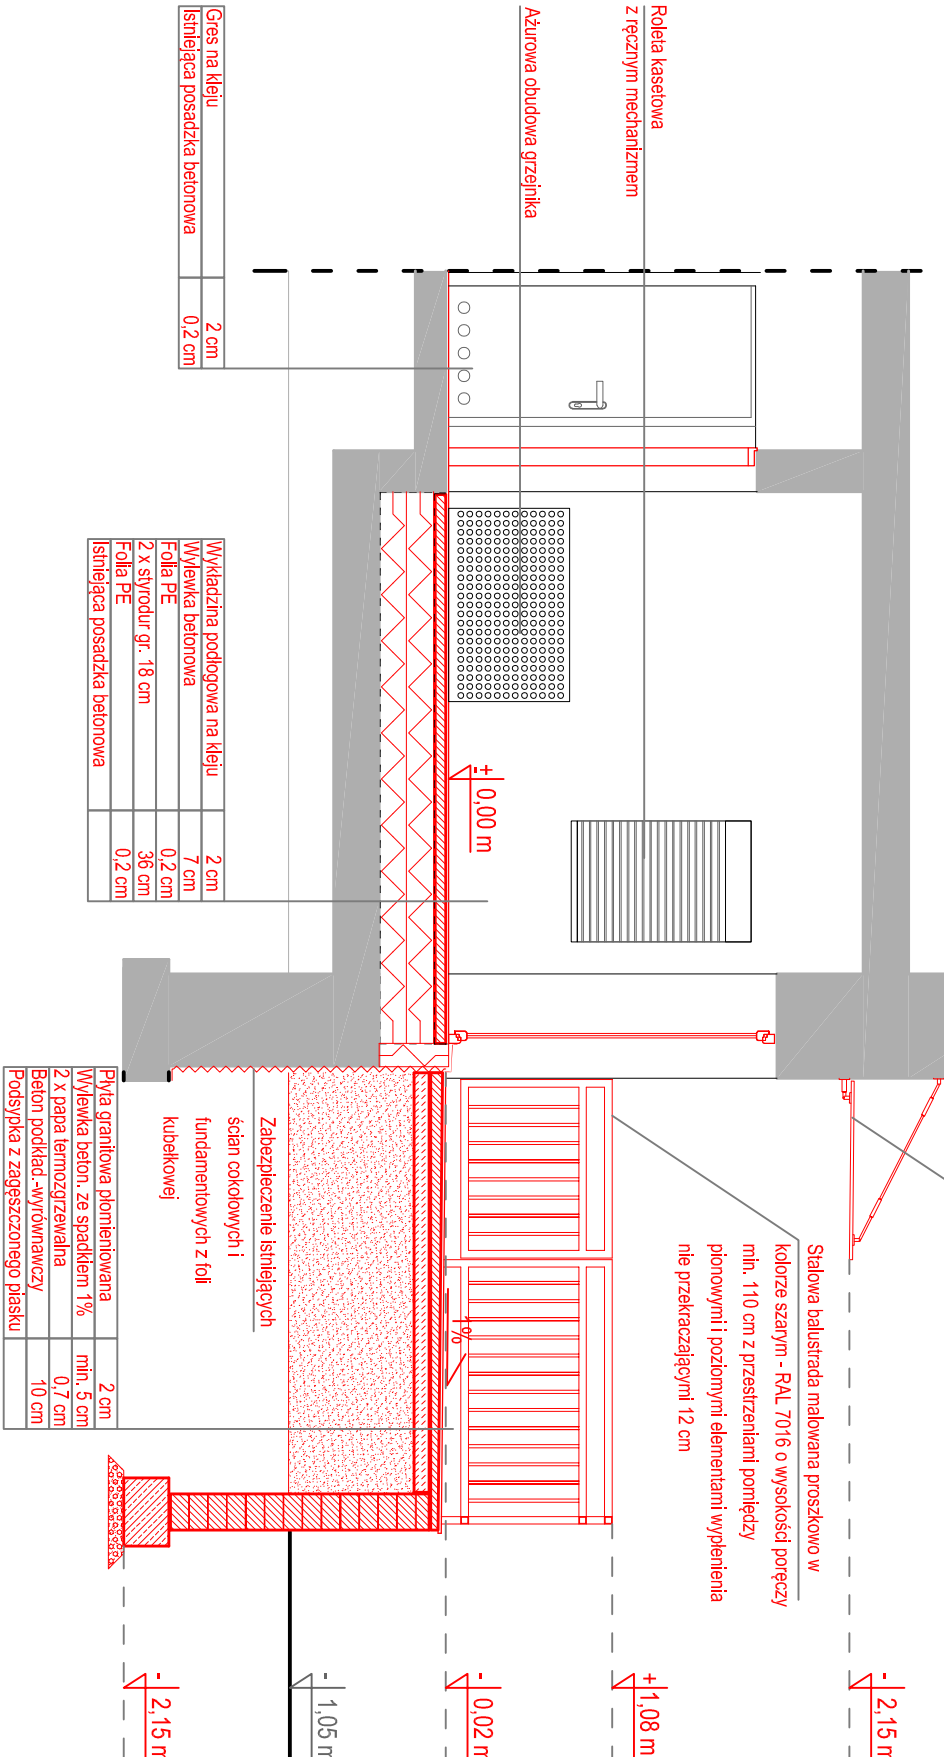 Roleta kasetowa
z ręcznym mechanizmem
Ażurowa obudowa grzejnika
Gres na kleju 2 cm
Istniejąca posadzka betonowa 0,2 cm
+
- 0,00 m
Wykładzina podłogowa na kleju 2 cm
Wylewka betonowa 7 cm
Folia PE 0,2 cm
2 x styrodur gr. 18 cm 36 cm
Folia PE 0,2 cm
Istniejąca posadzka betonowa
Stalowa balustrada malowana proszkowo w
kolorze szarym - RAL 7016 o wysokości poręczy
min. 110 cm z przestrzeniami pomiędzy
pionowymi i poziomymi elementami wypłenienia
nie przekraczającymi 12 cm
1%
Zabezpieczenie istniejących
ścian cokołowych i
fundamentowych z foli
kubełkowej
Płyta granitowa płomieniowana 2 cm
Wylewka beton. ze spadkiem 1% min. 5 cm
2 x papa termozgrzewalna 0,7 cm
Beton podkład.-wyrównawozy 10 cm
Podsypka z zagęszczonego piasku
- 2,15 m
+ 1,08 m
- 0,02 m
- 1,05 m
- 2,15 m